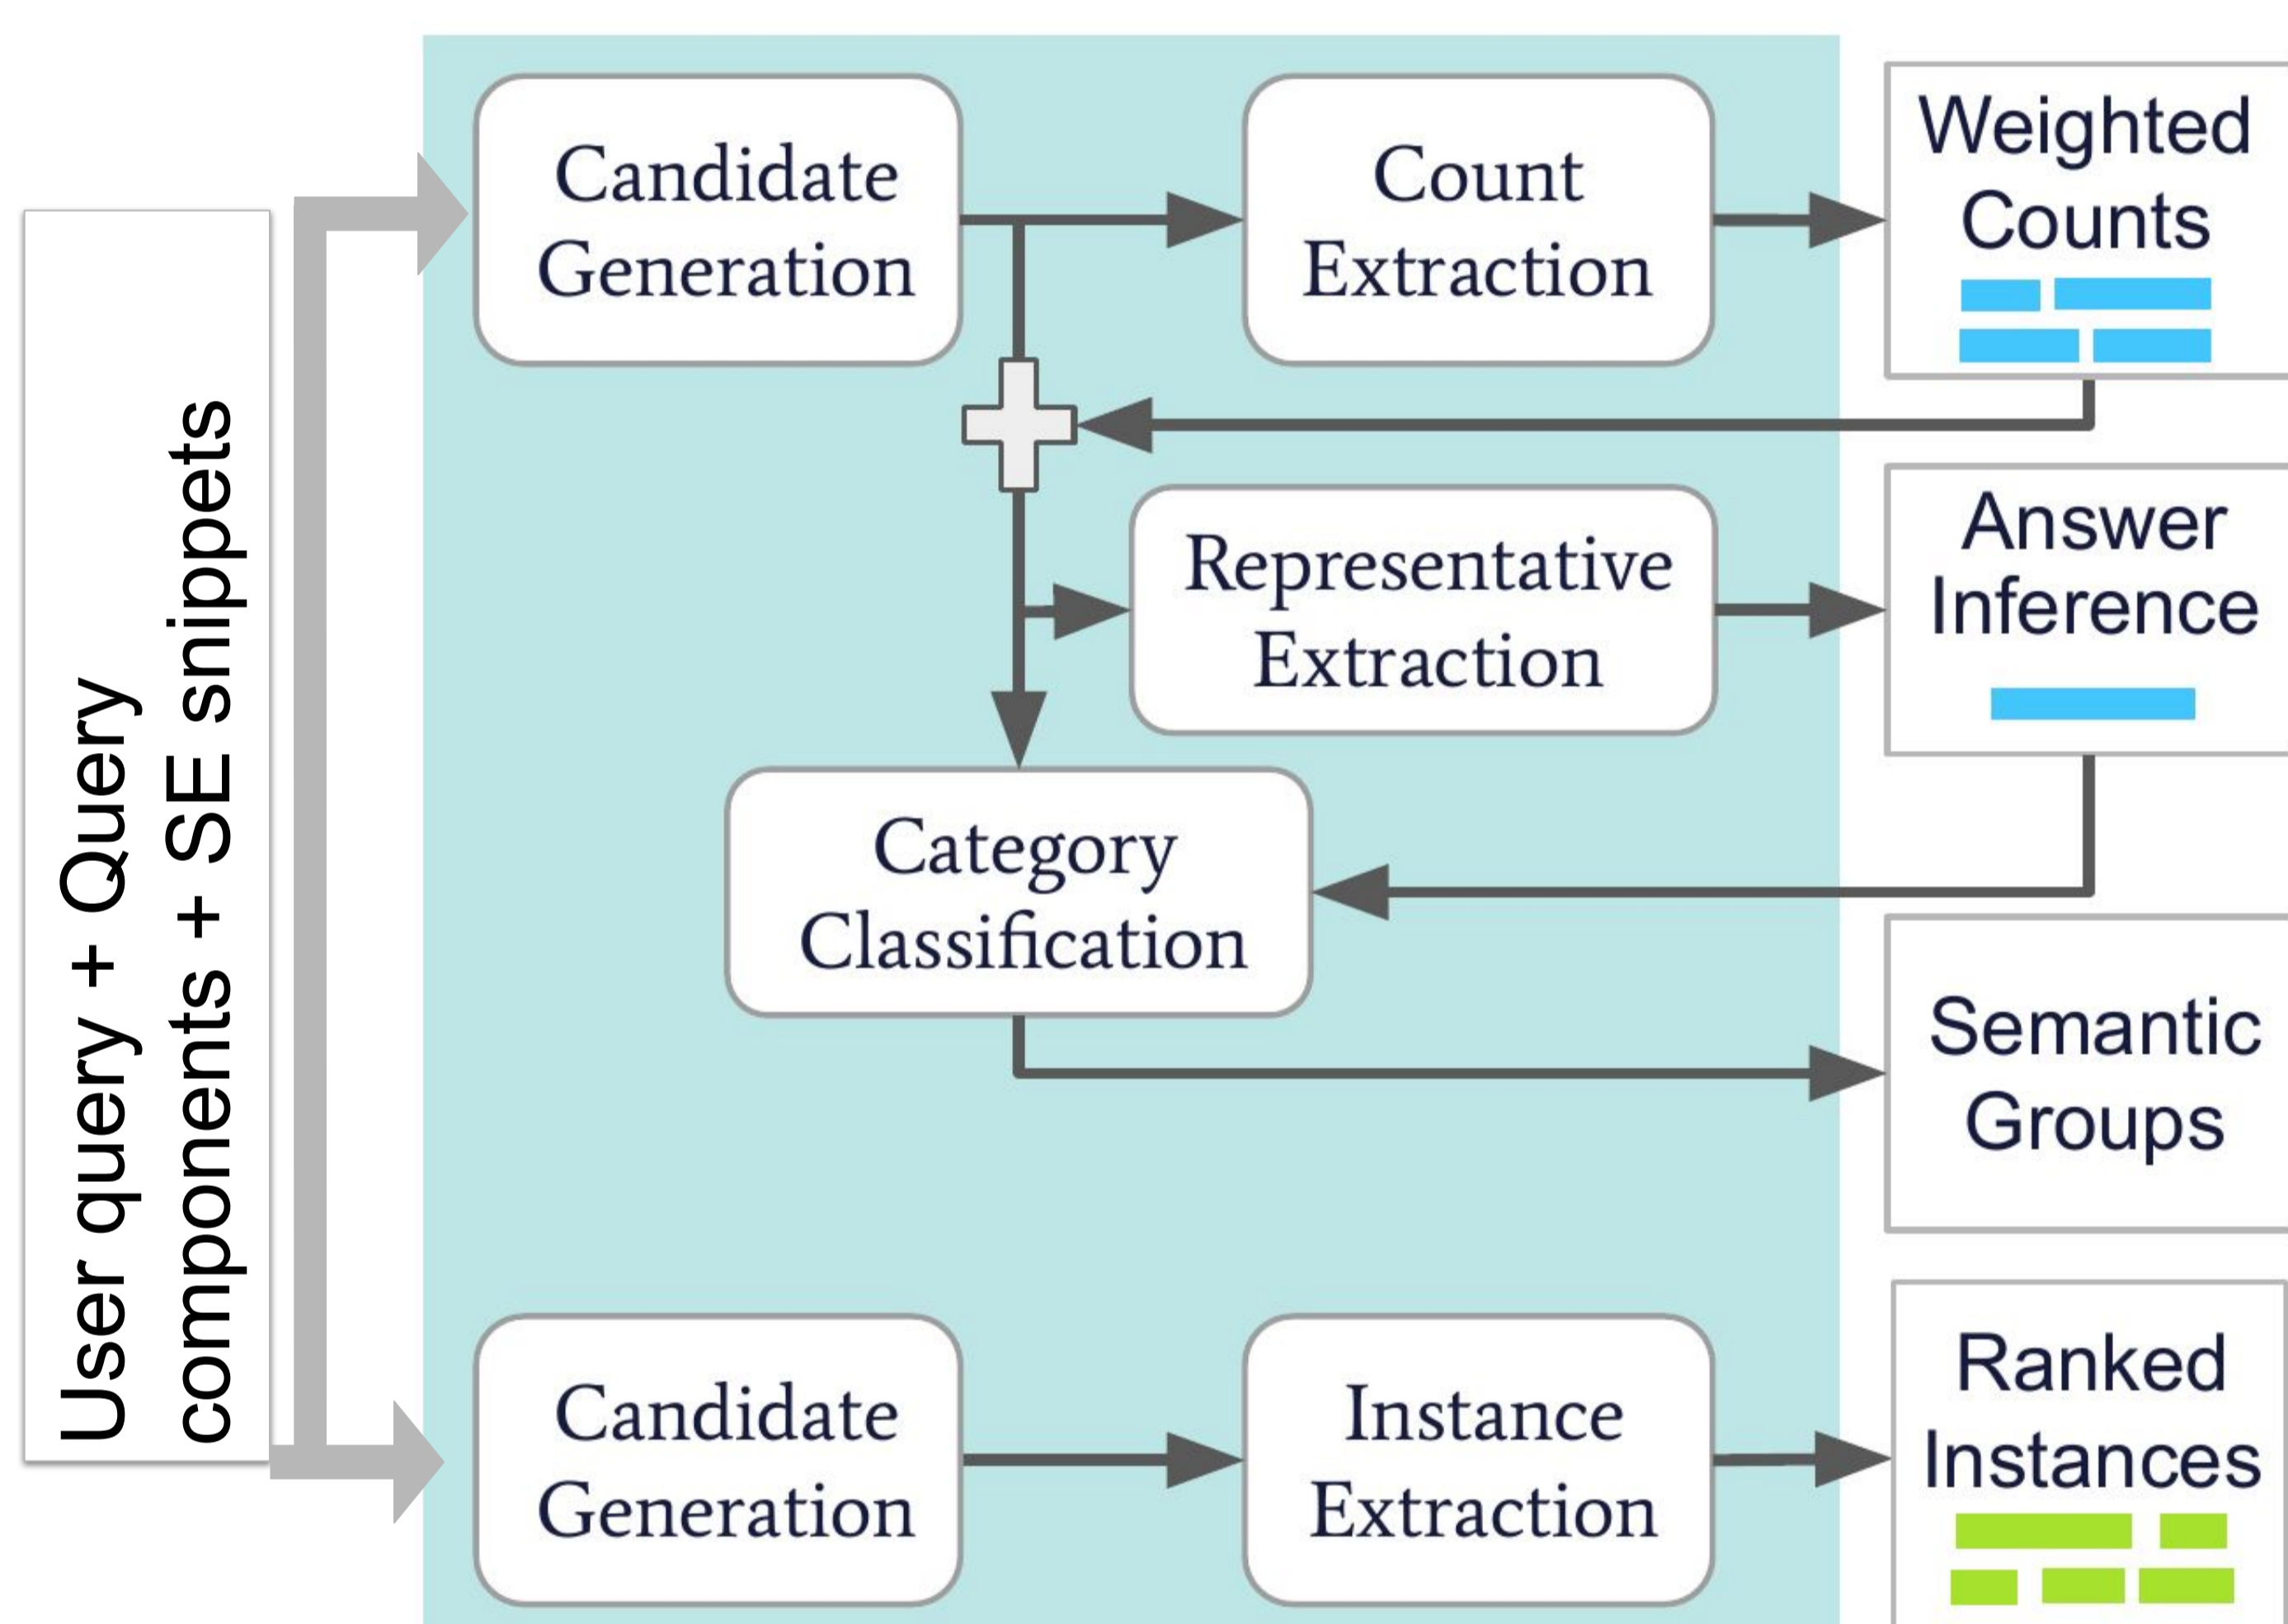 User query + Query
components + SE snippets
Candidate
Generation
Count
Extraction
Weighted
Counts
Representative
Extraction
Answer
Inference
Category
Classification
Semantic
Groups
Candidate
Generation
Instance
Extraction
Ranked
Instances